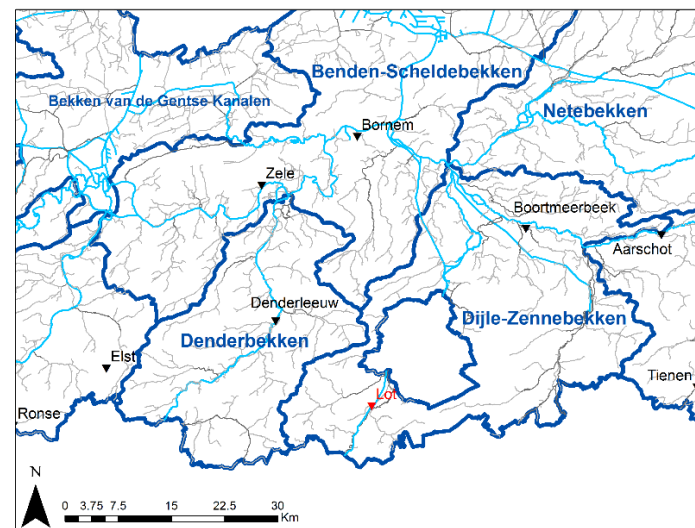 Benden-Scheldebekken
Bekken van de Gentse Kanalen
Netebekken
Bornem
Zele
Boortmeerbeek
Aarschot
Denderleeuw
Dijle-Zennebekken
Denderbekken
Elst
Tienen
Lot
Ronse
N
0 3.75 7.5 15 22.5 30
Km